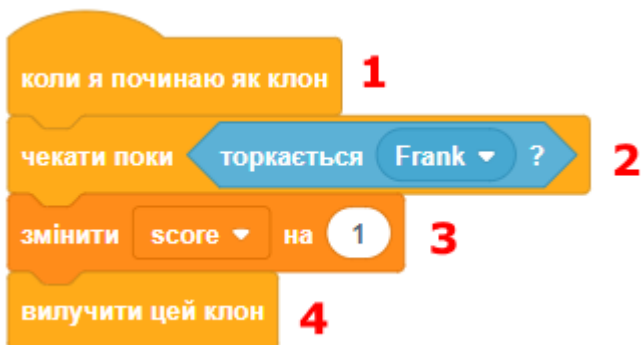 коли я починаю як клон 1
чекати поки торкається Frank ? 2
змінити score на 1 3
вилучити цей клон 4